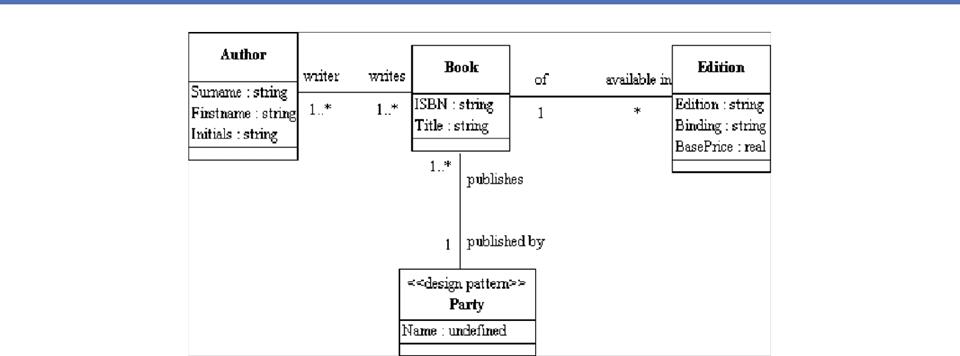 Author
Surname : string
Firstname : string
Initials : string
writer writes
1..* 1..*
Book
ISBN : string
Title : string
of available in
1 *
Edition
Edition : string
Binding : string
BasePrice : real
1..*
publishes
1 published by
<<design pattern>>
Party
Name : undefined